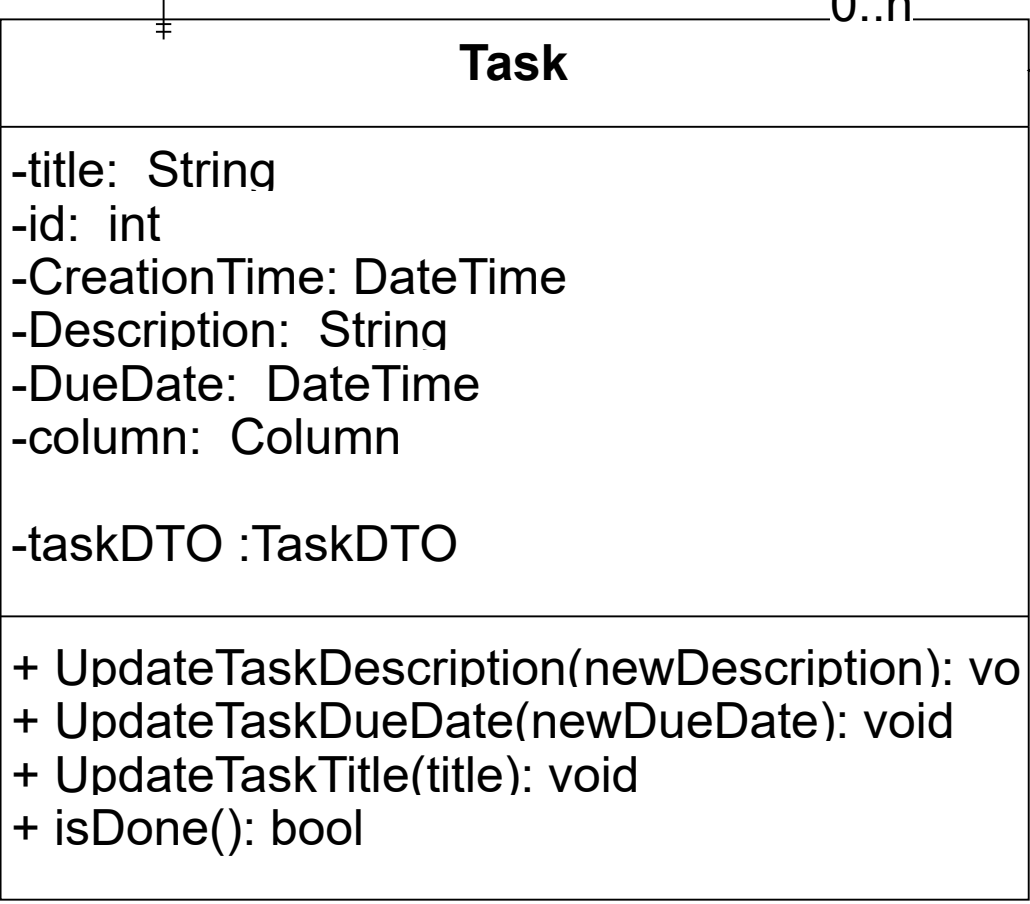 0..n
Task
-title:  String
-id:  int
-CreationTime: DateTime
-Description:  String
-DueDate:  DateTime
-column:  Column
-taskDTO :TaskDTO
+ UpdateTaskDescription(newDescription): vo
+ UpdateTaskDueDate(newDueDate): void
+ UpdateTaskTitle(title): void
+ isDone(): bool